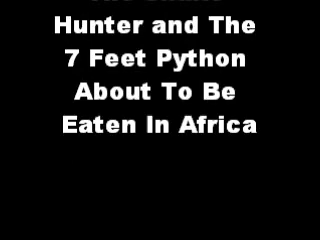 Hunter and The
7 Feet Python
About To Be
Eaten In Africa